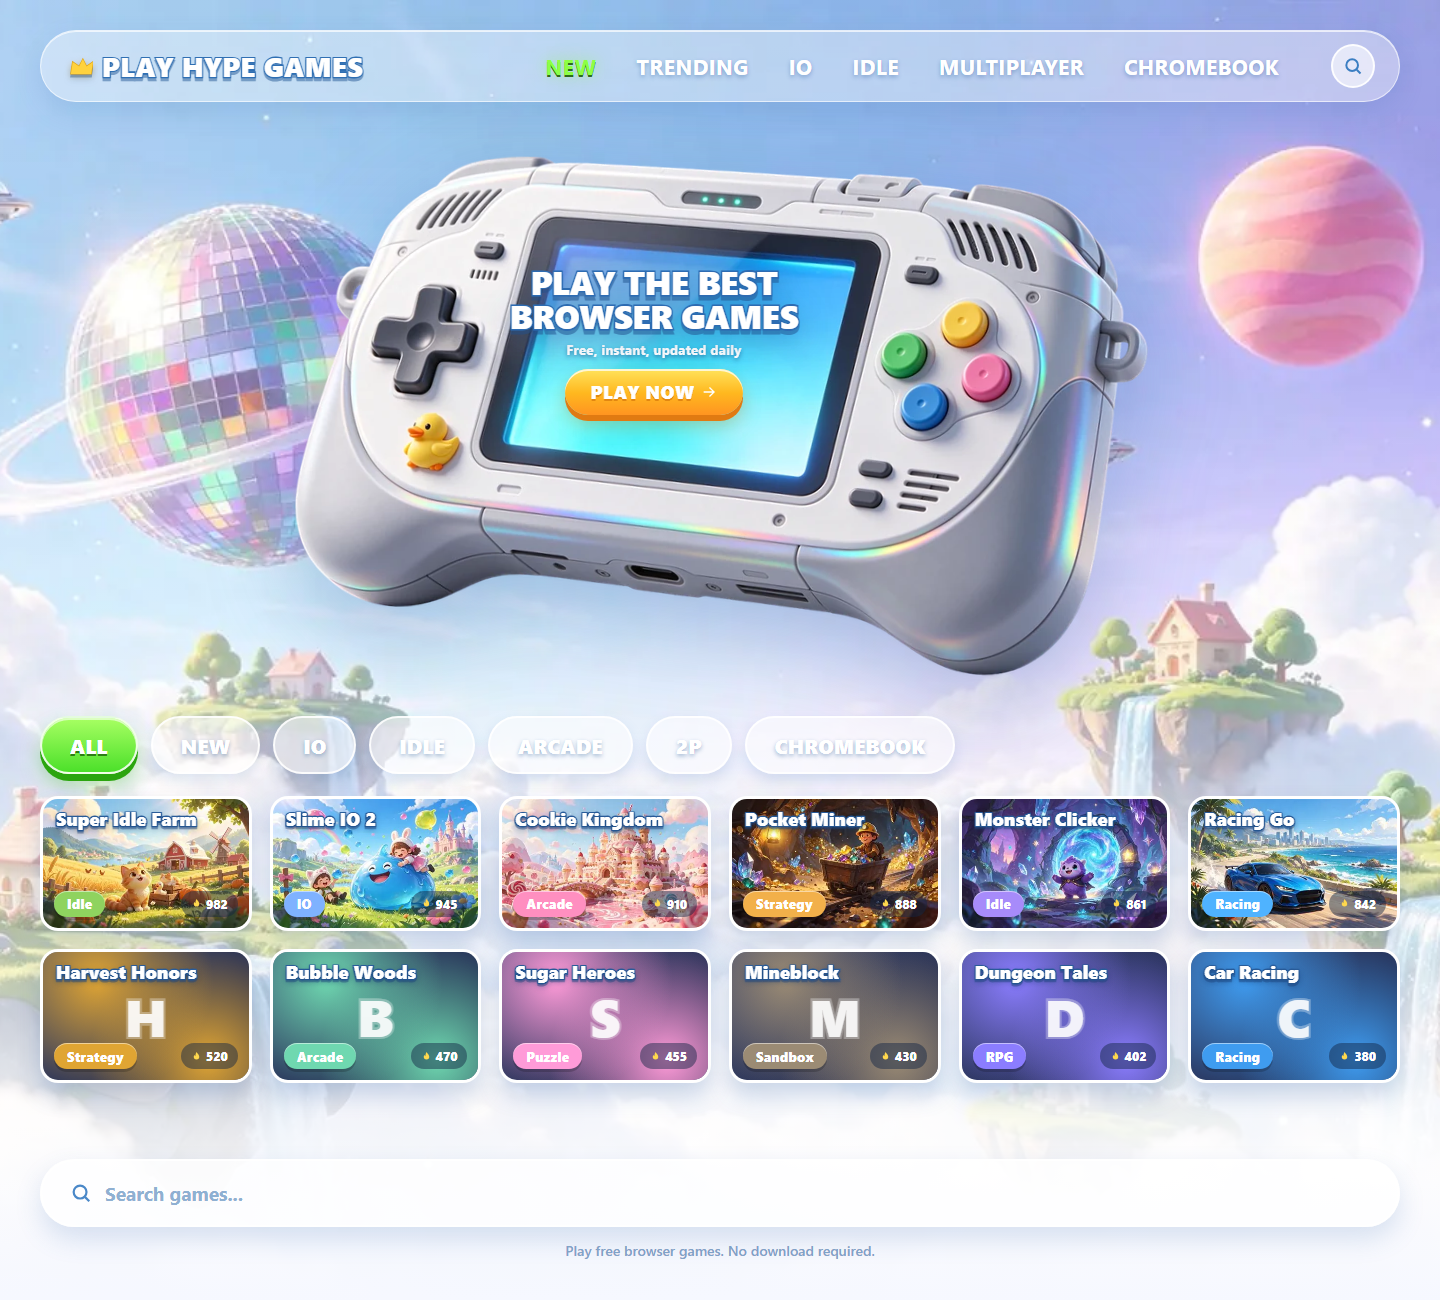 PLAY HYPE GAMES
NEW TRENDING IO IDLE MULTIPLAYER CHROMEBOOK
PLAY THE BEST
BROWSER GAMES
Free, instant, updated daily
PLAY NOW →
ALL NEW IO IDLE ARCADE 2P CHROMEBOOK
Super Idle Farm
Idle 982
Slime IO 2
IO 945
Cookie Kingdom
Arcade 910
Pocket Miner
Strategy 888
Monster Clicker
Idle 861
Racing Go
Racing 842
Harvest Honors
H
Strategy 520
Bubble Woods
B
Arcade 470
Sugar Heroes
S
Puzzle 455
Mineblock
M
Sandbox 430
Dungeon Tales
D
RPG 402
Car Racing
C
Racing 380
Search games...
Play free browser games. No download required.